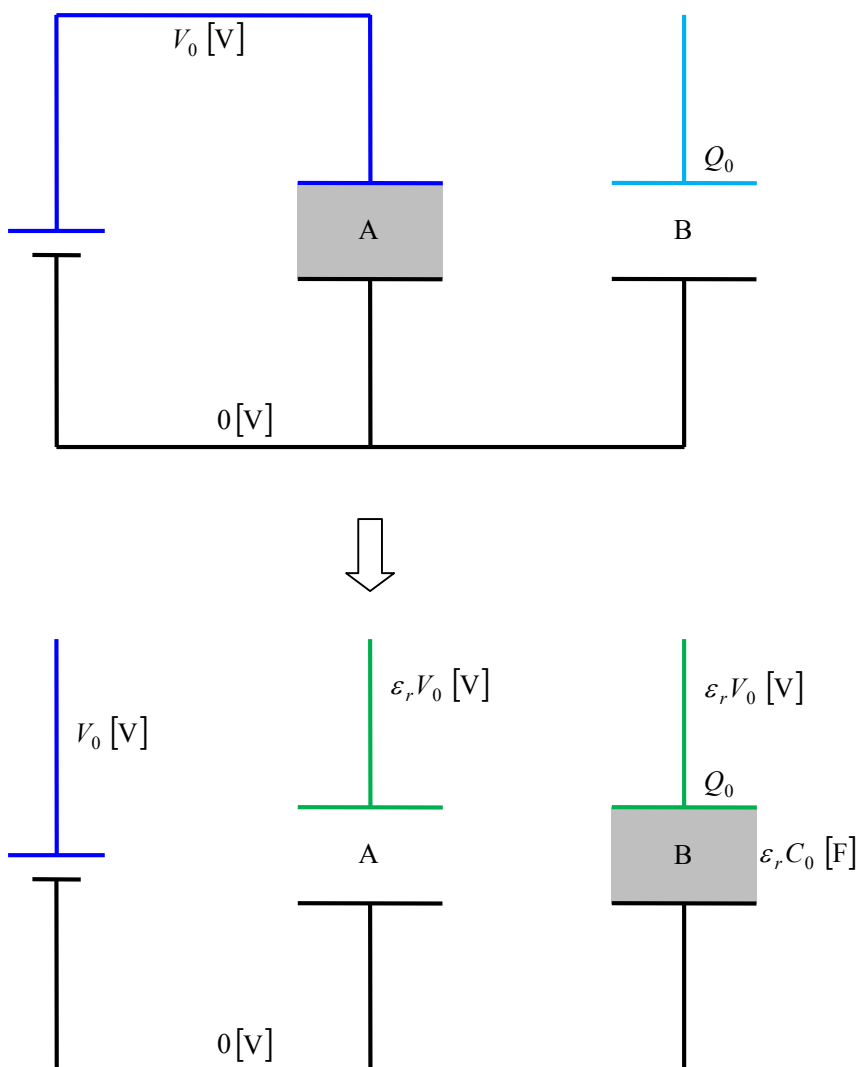 V₀ [V]
Q₀
A
B
0 [V]
εᵣV₀ [V]
εᵣV₀ [V]
V₀ [V]
Q₀
A
B
εᵣC₀ [F]
0 [V]